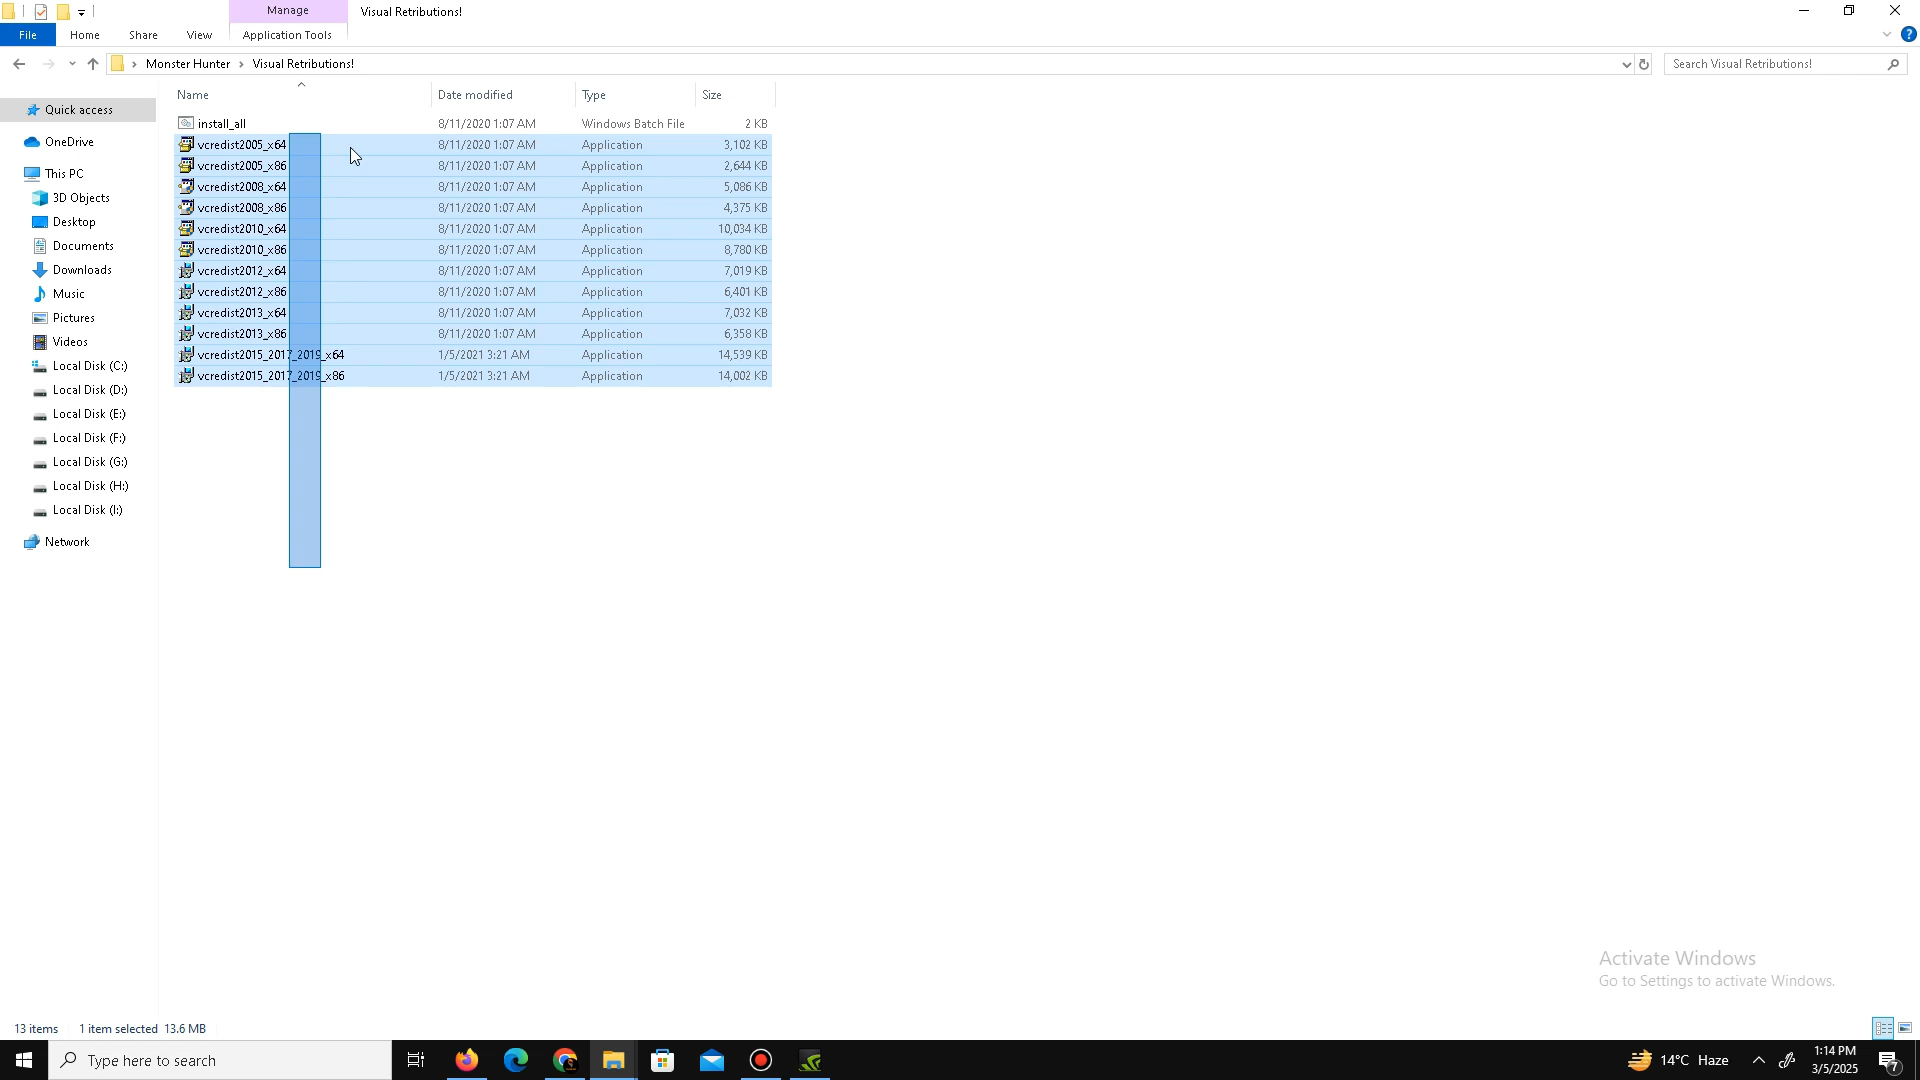 Manage Visual Retributions!
File Home Share View Application Tools
Monster Hunter › Visual Retributions! Search Visual Retributions!
Name Date modified Type Size
Quick access
OneDrive
This PC
3D Objects
Desktop
Documents
Downloads
Music
Pictures
Videos
Local Disk (C:)
Local Disk (D:)
Local Disk (E:)
Local Disk (F:)
Local Disk (G:)
Local Disk (H:)
Local Disk (I:)
Network
install_all 8/11/2020 1:07 AM Windows Batch File 2 KB
vcredist2005_x64 8/11/2020 1:07 AM Application 3,102 KB
vcredist2005_x86 8/11/2020 1:07 AM Application 2,644 KB
vcredist2008_x64 8/11/2020 1:07 AM Application 5,086 KB
vcredist2008_x86 8/11/2020 1:07 AM Application 4,375 KB
vcredist2010_x64 8/11/2020 1:07 AM Application 10,034 KB
vcredist2010_x86 8/11/2020 1:07 AM Application 8,780 KB
vcredist2012_x64 8/11/2020 1:07 AM Application 7,019 KB
vcredist2012_x86 8/11/2020 1:07 AM Application 6,401 KB
vcredist2013_x64 8/11/2020 1:07 AM Application 7,032 KB
vcredist2013_x86 8/11/2020 1:07 AM Application 6,358 KB
vcredist2015_2017_2019_x64 1/5/2021 3:21 AM Application 14,539 KB
vcredist2015_2017_2019_x86 1/5/2021 3:21 AM Application 14,002 KB
Activate Windows
Go to Settings to activate Windows.
13 items 1 item selected 13.6 MB
Type here to search 14°C Haze 1:14 PM
3/5/2025 7